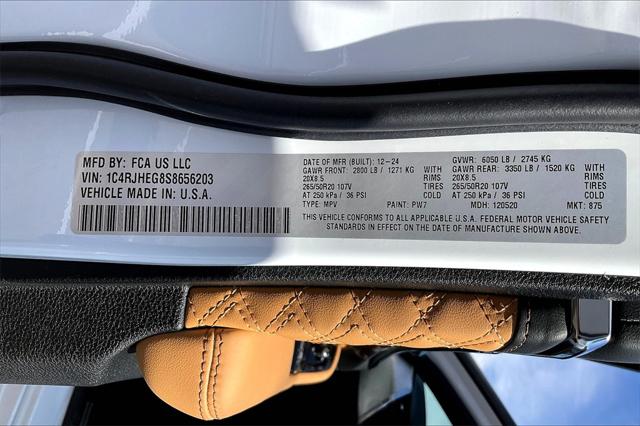 MFD BY: FCA US LLC
VIN: 1C4RJHEG8S8656203
VEHICLE MADE IN: U.S.A.
DATE OF MFR (BUILT): 12-24
GAWR FRONT: 2800 LB / 1271 KG WITH
20X8.5 RIMS
265/50R20 107V TIRES
AT 250 kPa / 36 PSI
TYPE: MPV PAINT: PW7
GVWR: 6050 LB / 2745 KG
GAWR REAR: 3350 LB / 1520 KG WITH
20X8.5 RIMS
265/50R20 107V TIRES
AT 250 kPa / 36 PSI
MDH: 120520 MKT: 875
THIS VEHICLE CONFORMS TO ALL APPLICABLE U.S.A. FEDERAL MOTOR VEHICLE SAFETY
STANDARDS IN EFFECT ON THE DATE OF MANUFACTURE SHOWN ABOVE.